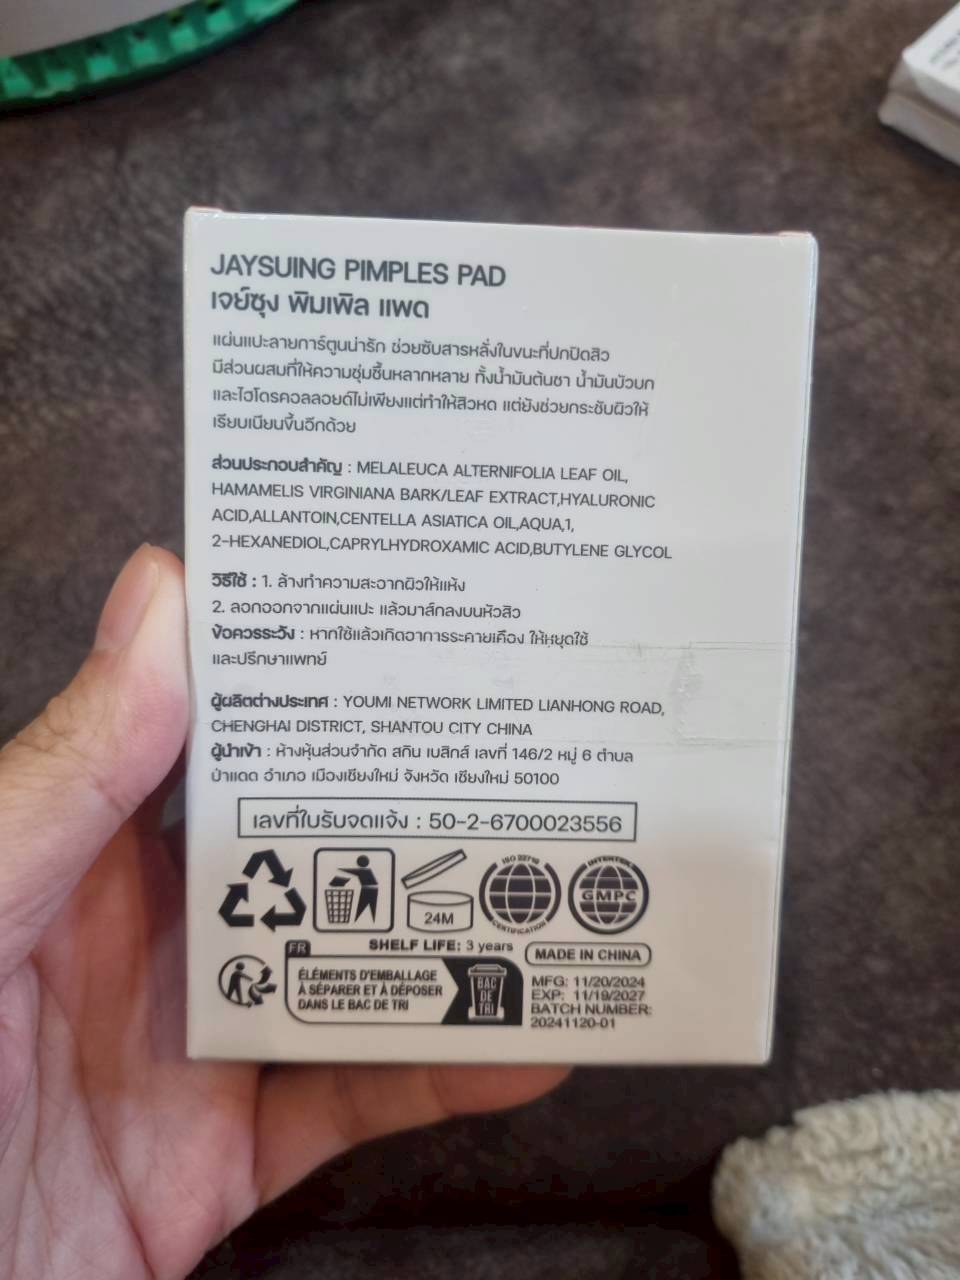 JAYSUING PIMPLES PAD
เจย์ซุง พิมเพิล แพด
แผ่นแปะลายการ์ตูนน่ารัก ช่วยซับสารหลั่งในขณะที่ปกปิดสิว
มีส่วนผสมที่ให้ความชุ่มชื้นหลากหลาย ทั้งน้ำมันต้นชา น้ำมันบัวบก
และไฮโดรคอลลอยด์ไม่เพียงแต่ทำให้สิวหด แต่ยังช่วยกระชับผิวให้
เรียบเนียนขึ้นอีกด้วย
ส่วนประกอบสำคัญ : MELALEUCA ALTERNIFOLIA LEAF OIL,
HAMAMELIS VIRGINIANA BARK/LEAF EXTRACT,HYALURONIC
ACID,ALLANTOIN,CENTELLA ASIATICA OIL,AQUA,1,
2-HEXANEDIOL,CAPRYLHYDROXAMIC ACID,BUTYLENE GLYCOL
วิธีใช้ : 1. ล้างทำความสะอาดผิวให้แห้ง
2. ลอกออกจากแผ่นแปะ แล้วมาส์กลงบนหัวสิว
ข้อควรระวัง : หากใช้แล้วเกิดอาการระคายเคือง ให้หยุดใช้
และปรึกษาแพทย์
ผู้ผลิตต่างประเทศ : YOUMI NETWORK LIMITED LIANHONG ROAD,
CHENGHAI DISTRICT, SHANTOU CITY CHINA
ผู้นำเข้า : ห้างหุ้นส่วนจำกัด สกิน เบสิกส์ เลขที่ 146/2 หมู่ 6 ตำบล
ป่าแดด อำเภอ เมืองเชียงใหม่ จังหวัด เชียงใหม่ 50100
เลขที่ใบรับจดแจ้ง : 50-2-6700023556
24M
ISO 22716
CERTIFICATION
INTERTEK
GMPC
FR
SHELF LIFE: 3 years
MADE IN CHINA
ÉLÉMENTS D'EMBALLAGE
À SÉPARER ET À DÉPOSER
DANS LE BAC DE TRI
BAC
DE
TRI
MFG: 11/20/2024
EXP: 11/19/2027
BATCH NUMBER:
20241120-01